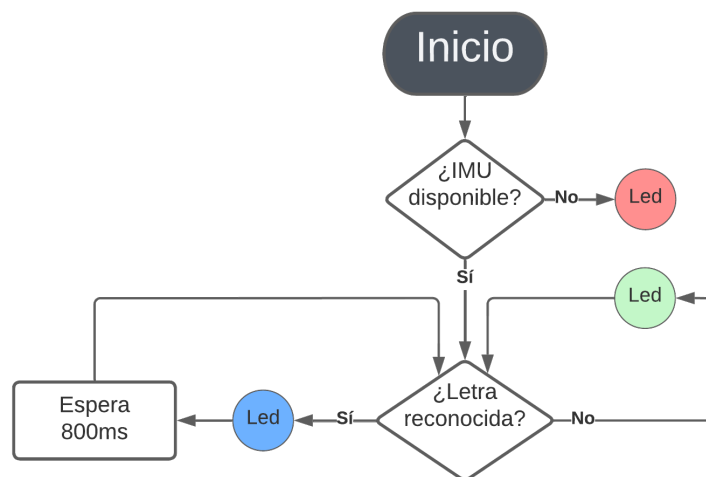 Inicio
¿IMU
disponible?
No
Led
Sí
Led
Espera
800ms
Led
Sí
¿Letra
reconocida?
No